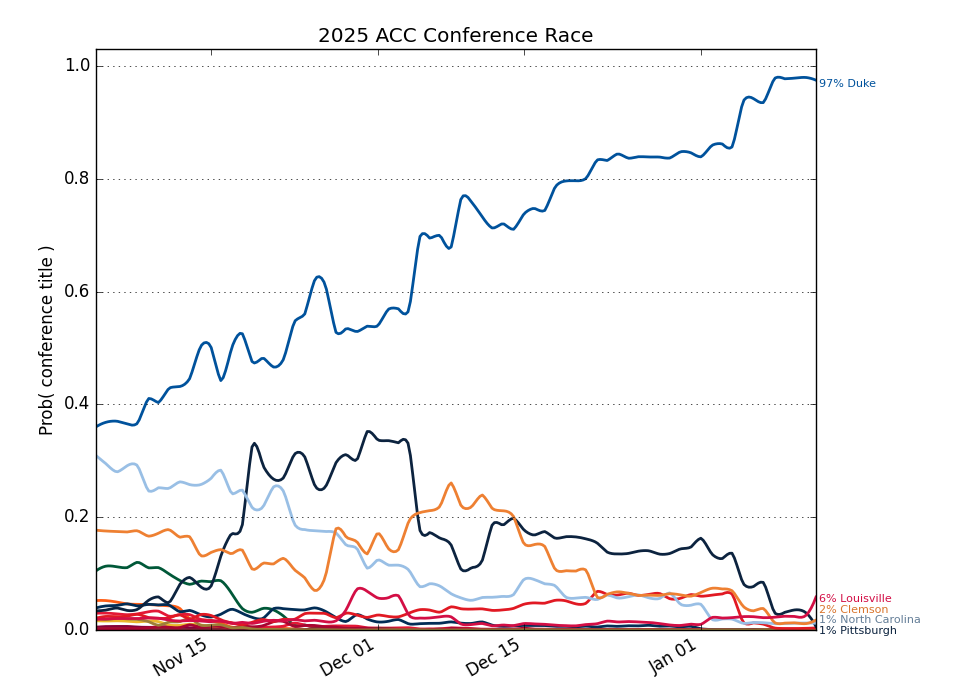 2025 ACC Conference Race
Prob( conference title )
1.0
0.8
0.6
0.4
0.2
0.0
97% Duke
6% Louisville
2% Clemson
1% North Carolina
1% Pittsburgh
Nov 15
Dec 01
Dec 15
Jan 01